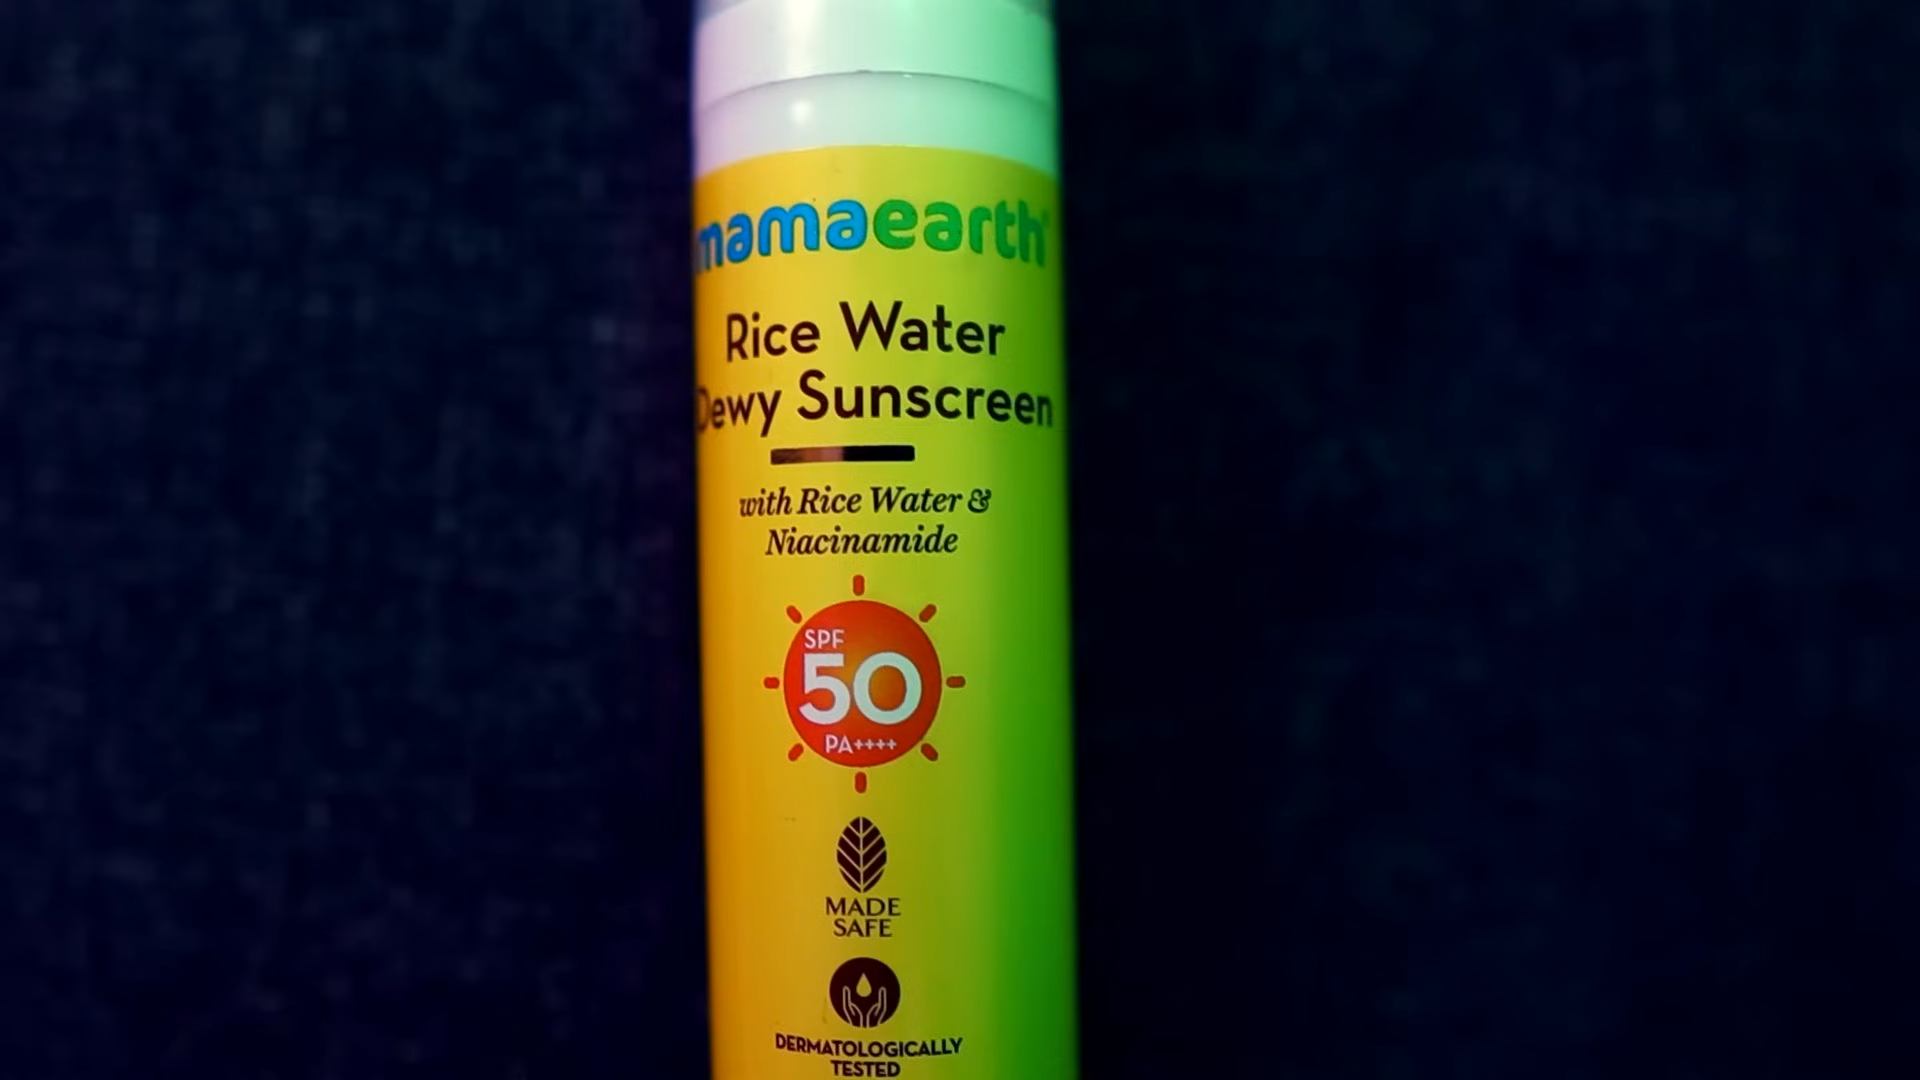 mamaearth
Rice Water
Dewy Sunscreen
with Rice Water &
Niacinamide
SPF
50
PA++++
MADE
SAFE
DERMATOLOGICALLY
TESTED